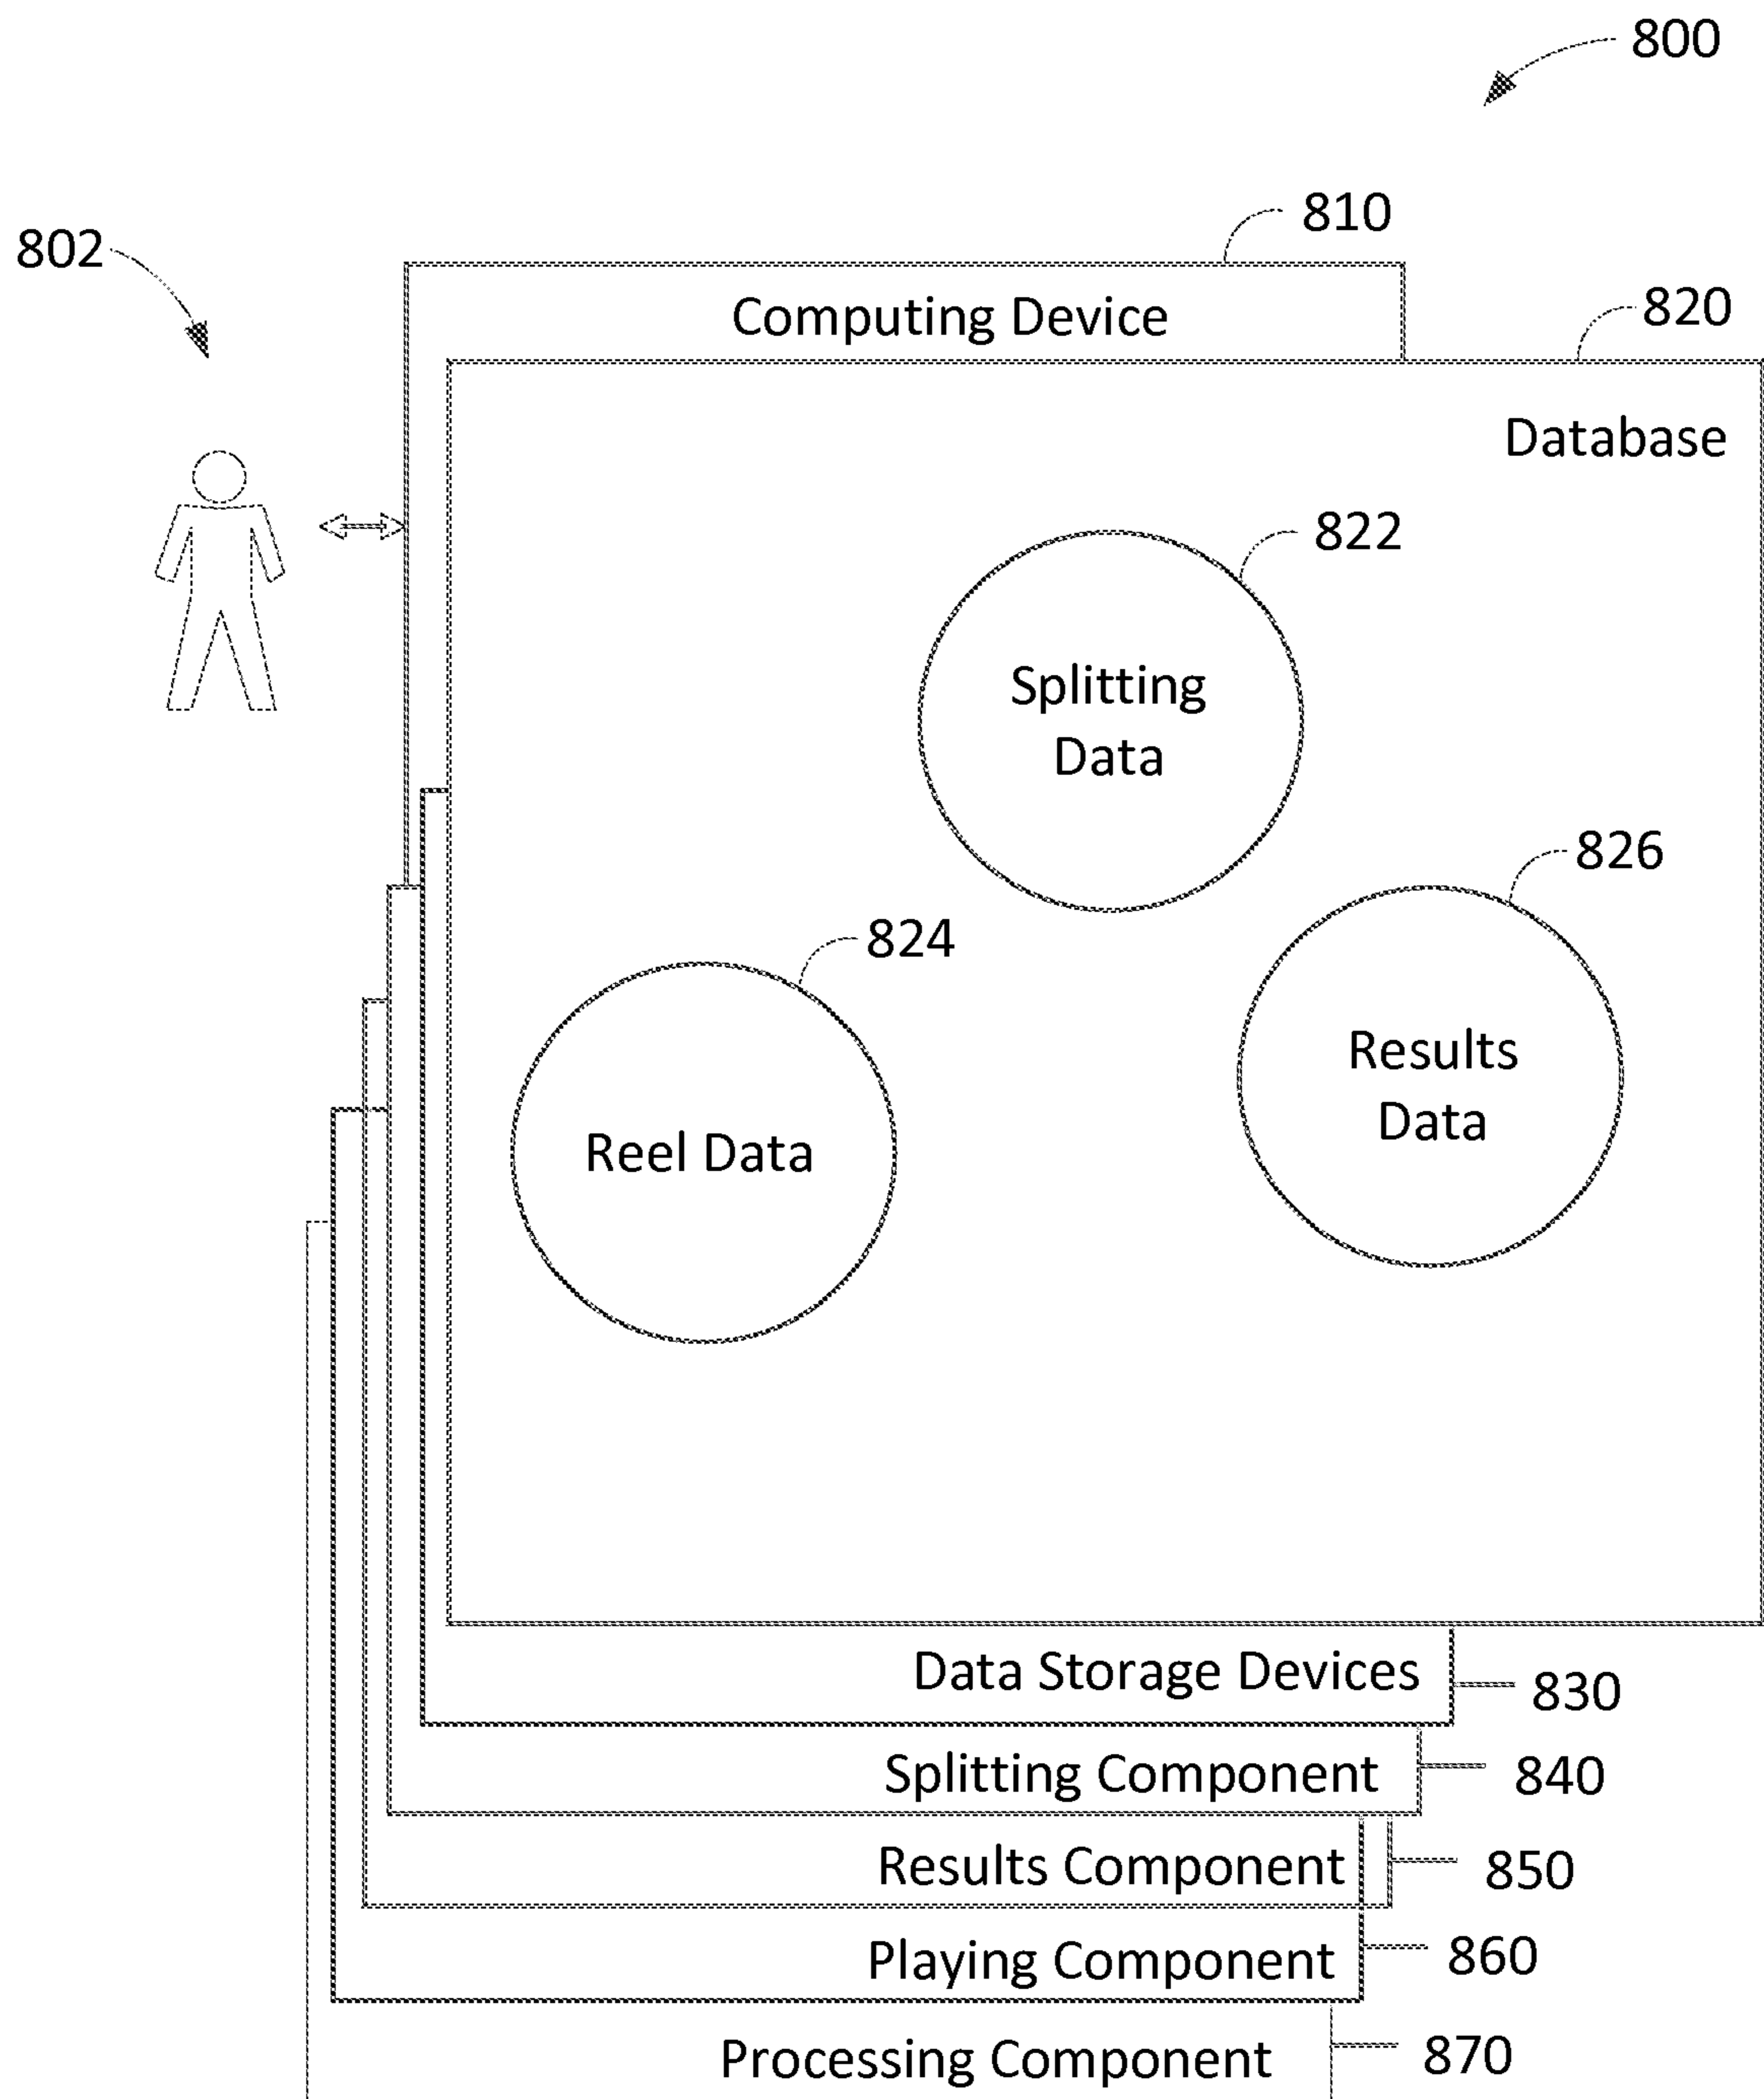 800
810
802
Computing Device
820
Database
822
Splitting
Data
826
824
Results
Data
Reel Data
Data Storage Devices
830
Splitting Component
840
Results Component
850
Playing Component
860
Processing Component
870